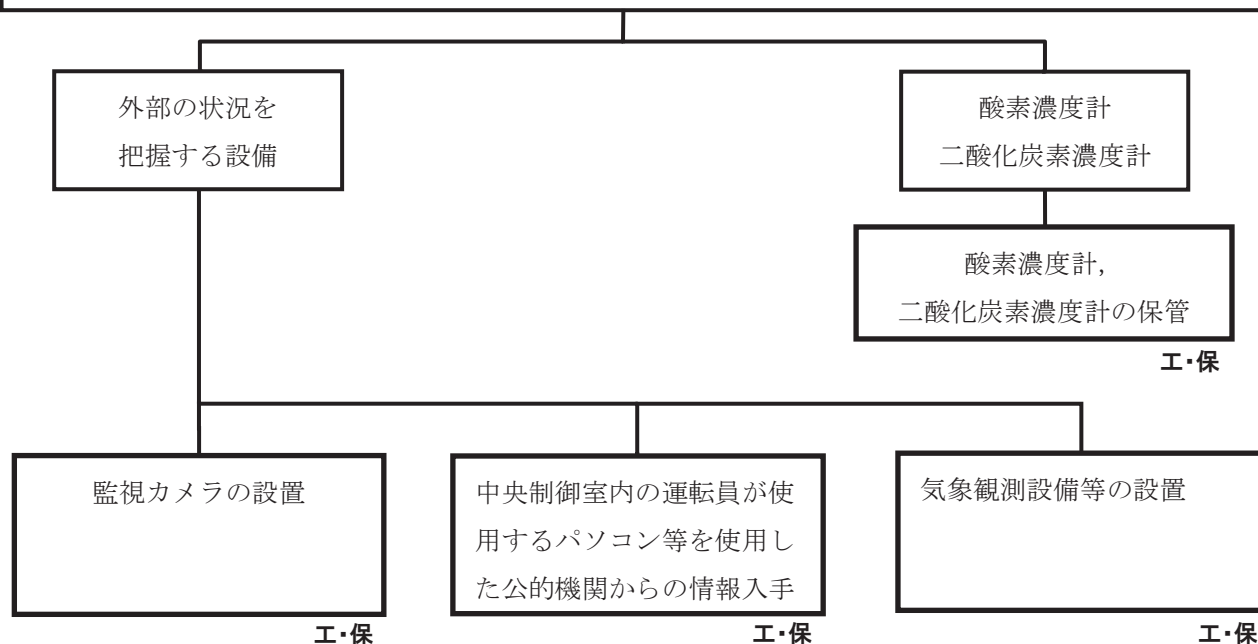 外部の状況を
把握する設備
酸素濃度計
二酸化炭素濃度計
酸素濃度計,
二酸化炭素濃度計の保管
工・保
監視カメラの設置
工・保
中央制御室内の運転員が使
用するパソコン等を使用し
た公的機関からの情報入手
工・保
気象観測設備等の設置
工・保